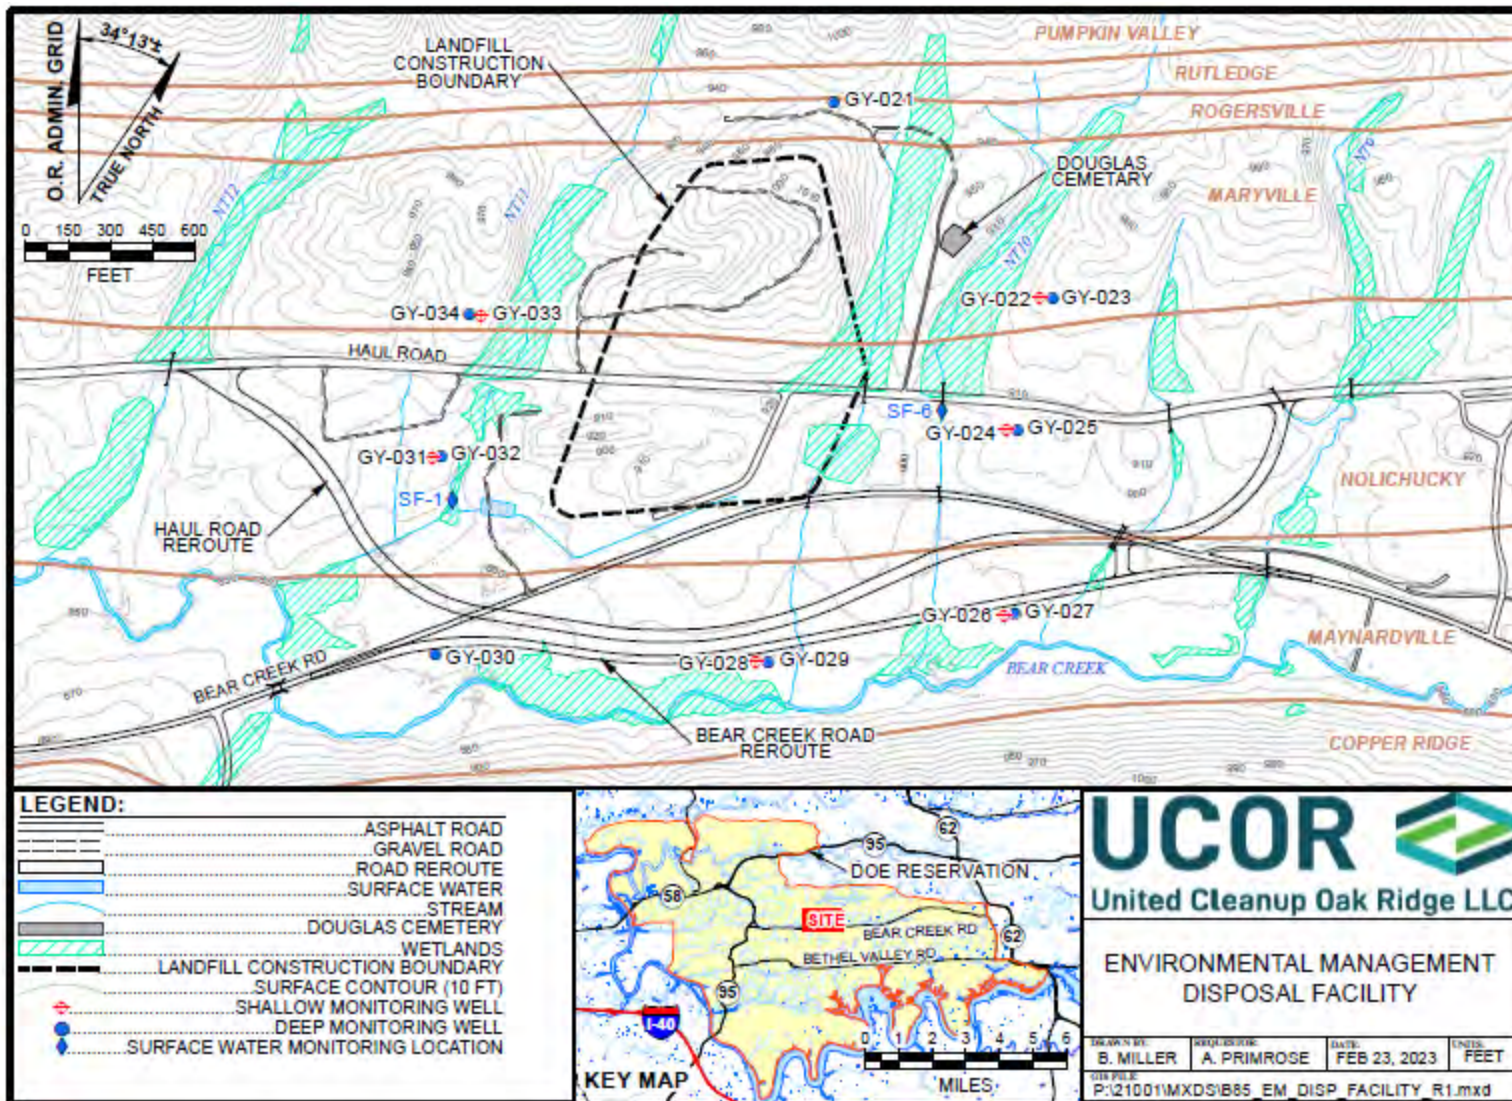 O.R. ADMIN. GRID
34°13'±
TRUE NORTH
0 150 300 450 600
FEET
LANDFILL
CONSTRUCTION
BOUNDARY
PUMPKIN VALLEY
RUTLEDGE
ROGERSVILLE
MARYVILLE
NOLICHUCKY
MAYNARDVILLE
COPPER RIDGE
GY-021
DOUGLAS
CEMETARY
NT12
NT11
NT10
NT9
GY-022
GY-023
GY-034
GY-033
HAUL ROAD
SF-6
GY-024
GY-025
GY-031
GY-032
SF-1
HAUL ROAD
REROUTE
GY-026
GY-027
GY-028
GY-029
GY-030
BEAR CREEK RD
BEAR CREEK
BEAR CREEK ROAD
REROUTE
LEGEND:
ASPHALT ROAD
GRAVEL ROAD
ROAD REROUTE
SURFACE WATER
STREAM
DOUGLAS CEMETERY
WETLANDS
LANDFILL CONSTRUCTION BOUNDARY
SURFACE CONTOUR (10 FT)
SHALLOW MONITORING WELL
DEEP MONITORING WELL
SURFACE WATER MONITORING LOCATION
62
95
DOE RESERVATION
58
SITE
BEAR CREEK RD
62
BETHEL VALLEY RD
95
I-40
0 1 2 3 4 5 6
MILES
KEY MAP
UCOR
United Cleanup Oak Ridge LLC
ENVIRONMENTAL MANAGEMENT
DISPOSAL FACILITY
DRAWN BY:
B. MILLER
REQUESTOR:
A. PRIMROSE
DATE:
FEB 23, 2023
UNITS:
FEET
GIS FILE:
P:\21001\MXDS\B85_EM_DISP_FACILITY_R1.mxd